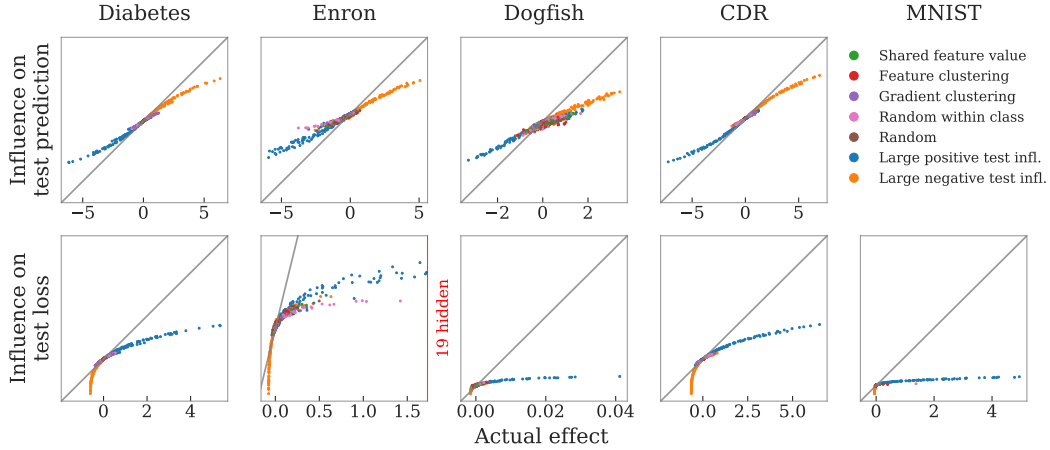 Diabetes
Enron
Dogfish
CDR
MNIST
Influence on
test prediction
−5 0 5
−5 0 5
−2 0 2
−5 0 5
Shared feature value
Feature clustering
Gradient clustering
Random within class
Random
Large positive test infl.
Large negative test infl.
Influence on
test loss
0 2 4
0.0 0.5 1.0 1.5
19 hidden
0.00 0.02 0.04
0.0 2.5 5.0
0 2 4
Actual effect